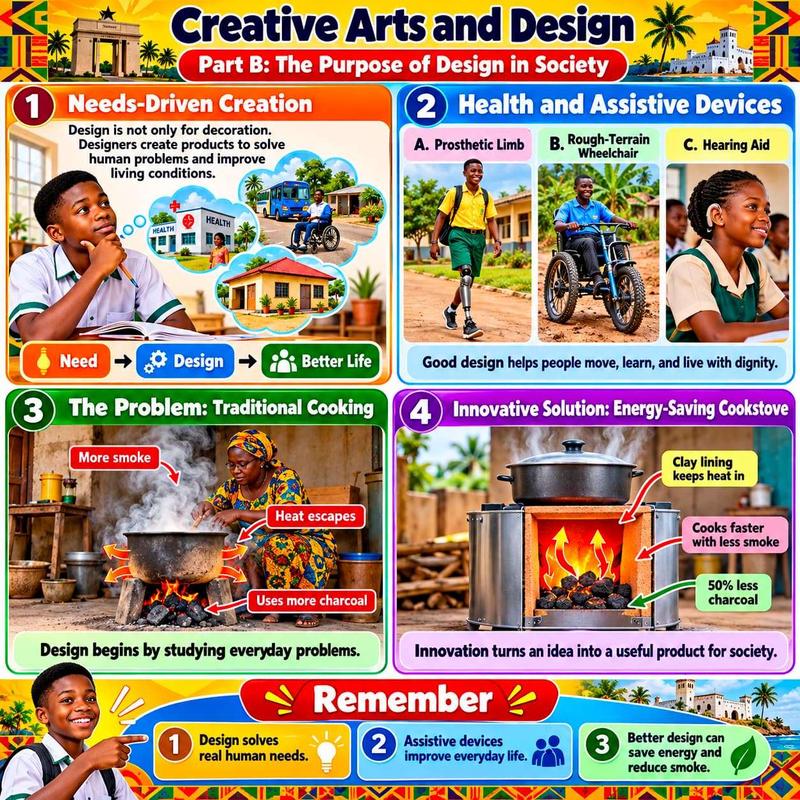 Creative Arts and Design
Part B: The Purpose of Design in Society
1 Needs-Driven Creation
Design is not only for decoration.
Designers create products to solve
human problems and improve
living conditions.
HEALTH
HEALTH
Need
Design
Better Life
2 Health and Assistive Devices
A. Prosthetic Limb
B. Rough-Terrain
Wheelchair
C. Hearing Aid
Good design helps people move, learn, and live with dignity.
3 The Problem: Traditional Cooking
More smoke
Heat escapes
Uses more charcoal
Design begins by studying everyday problems.
4 Innovative Solution: Energy-Saving Cookstove
Clay lining
keeps heat in
Cooks faster
with less smoke
50% less
charcoal
Innovation turns an idea into a useful product for society.
Remember
1 Design solves
real human needs.
2 Assistive devices
improve everyday life.
3 Better design can
save energy and
reduce smoke.